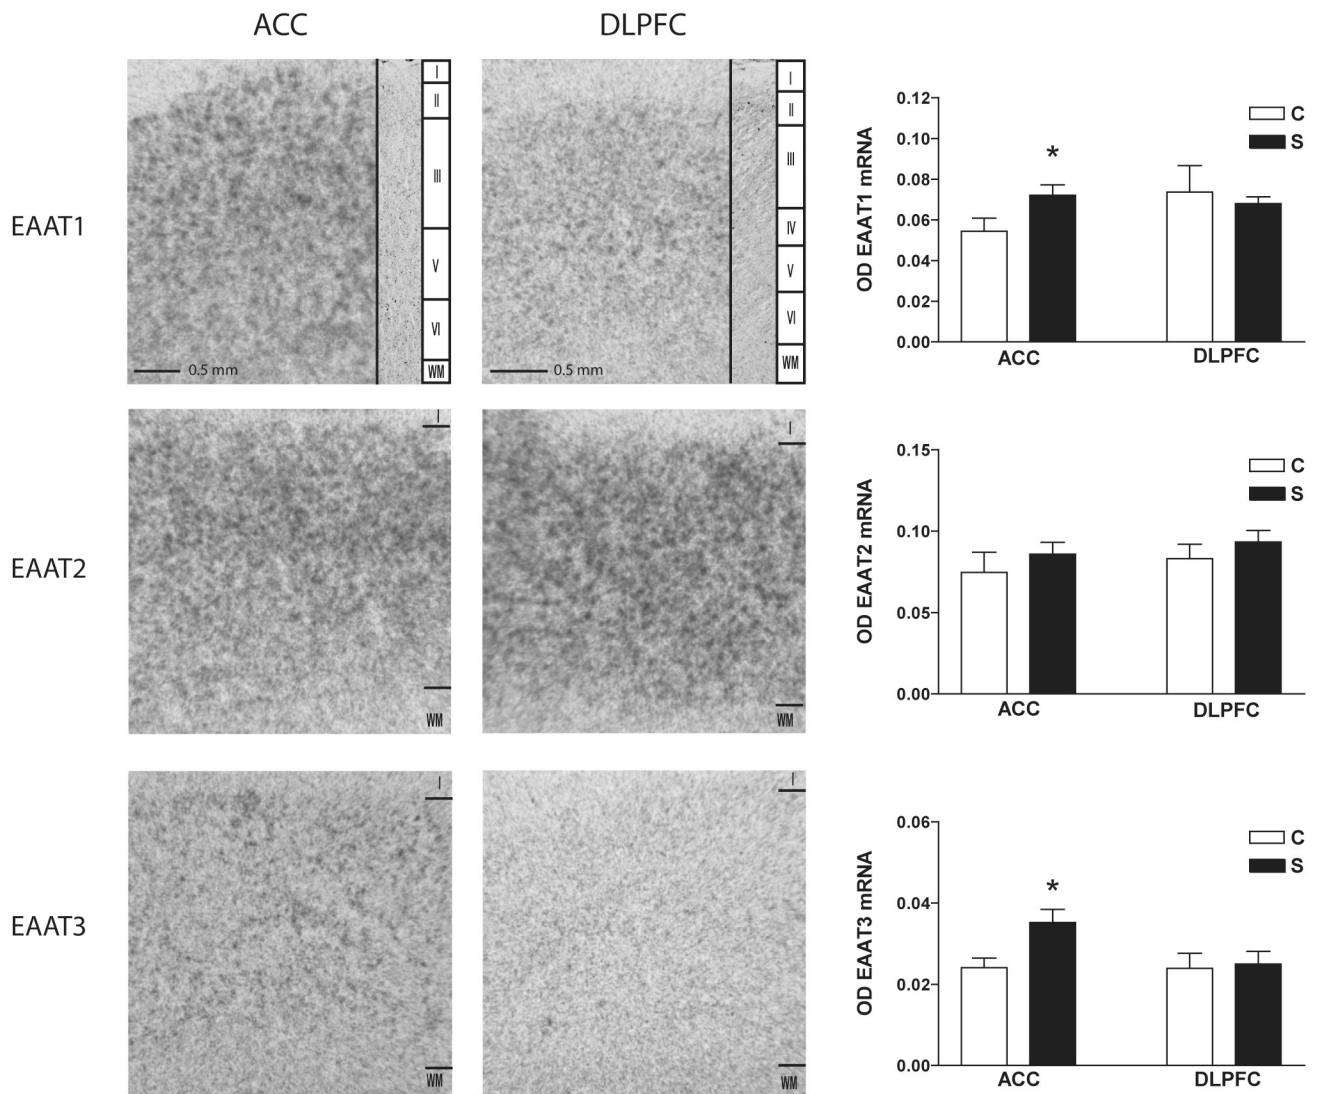 ACC DLPFC
EAAT1
I
II
III
V
VI
WM
0.5 mm
I
II
III
IV
V
VI
WM
0.5 mm
OD EAAT1 mRNA
0.12
0.10
0.08
0.06
0.04
0.02
0.00
C
S
*
ACC DLPFC
EAAT2
I
WM
I
WM
OD EAAT2 mRNA
0.15
0.10
0.05
0.00
C
S
ACC DLPFC
EAAT3
I
WM
I
WM
OD EAAT3 mRNA
0.06
0.04
0.02
0.00
C
S
*
ACC DLPFC